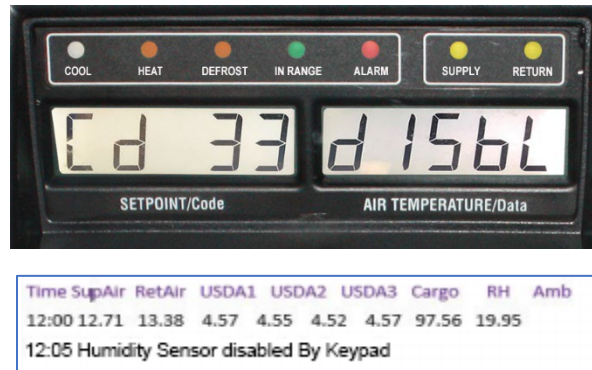 COOL HEAT DEFROST IN RANGE ALARM SUPPLY RETURN
Cd 33 dISbL
SETPOINT/Code AIR TEMPERATURE/Data
Time SupAir RetAir USDA1 USDA2 USDA3 Cargo RH Amb
12:00 12.71 13.38 4.57 4.55 4.52 4.57 97.56 19.95
12:05 Humidity Sensor disabled By Keypad